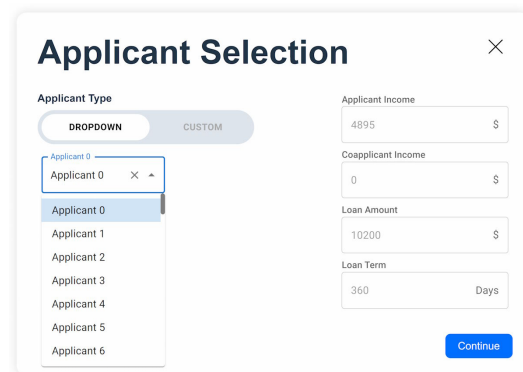 Applicant Selection
Applicant Type
DROPDOWN CUSTOM
Applicant 0
Applicant 0
Applicant 0
Applicant 1
Applicant 2
Applicant 3
Applicant 4
Applicant 5
Applicant 6
Applicant Income
4895 $
Coapplicant Income
0 $
Loan Amount
10200 $
Loan Term
360 Days
Continue